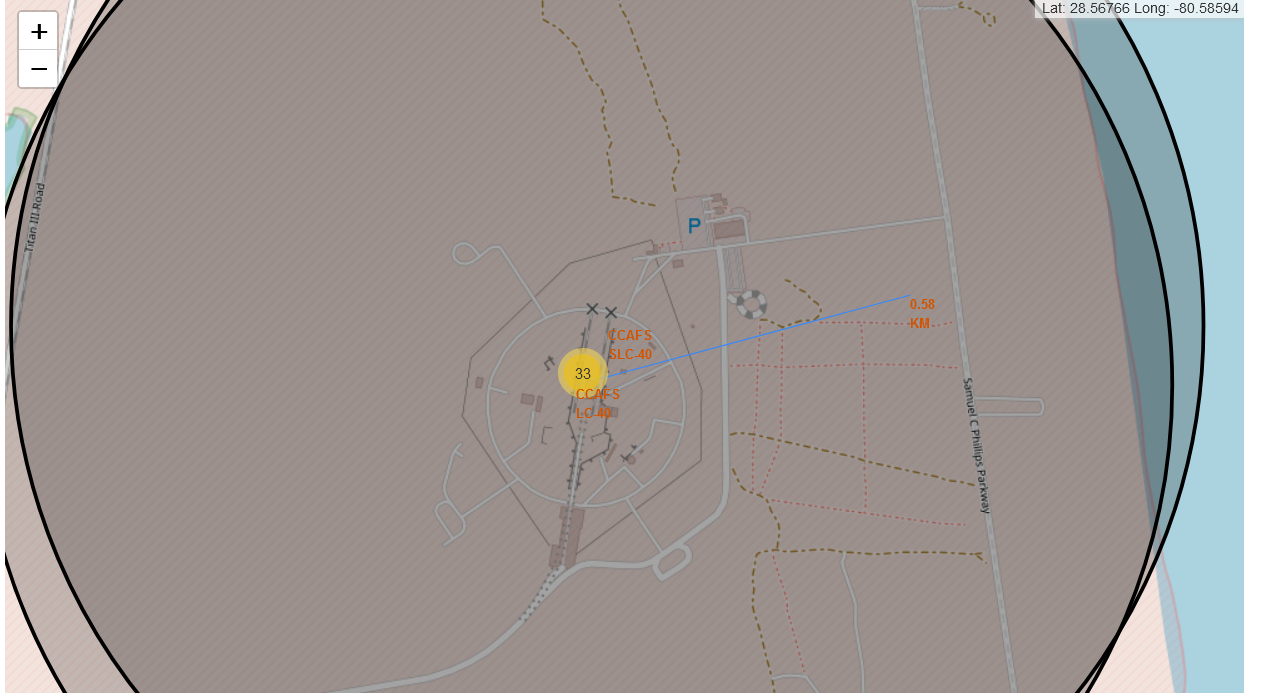 +
−
Lat: 28.56766 Long: -80.58594
Titan III Road
P
0.58
KM
CCAFS
SLC-40
33
CCAFS
LC-40
Samuel C Phillips Parkway